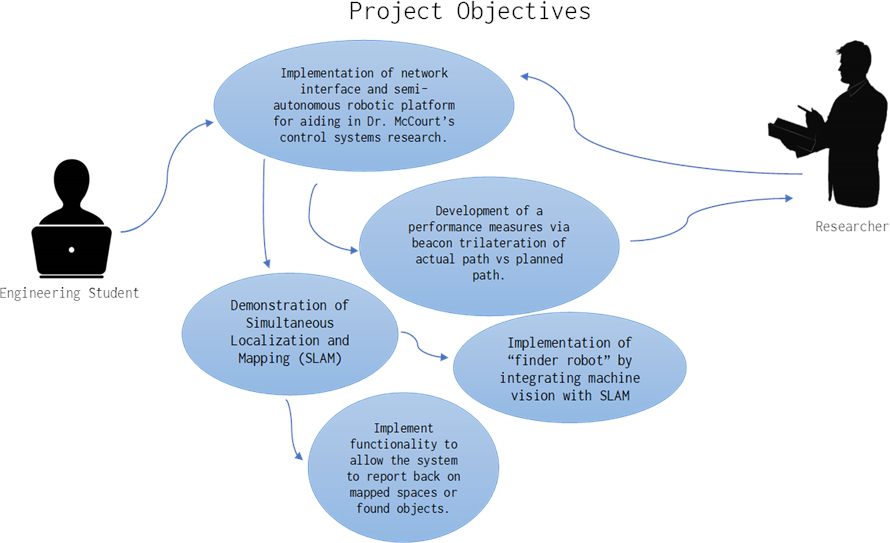 Project Objectives
Implementation of network
interface and semi-
autonomous robotic platform
for aiding in Dr. McCourt's
control systems research.
Researcher
Development of a
performance measures via
beacon trilateration of
actual path vs planned
path.
Engineering Student
Demonstration of
Simultaneous
Localization and
Mapping (SLAM)
Implementation of
“finder robot” by
integrating machine
vision with SLAM
Implement
functionality to
allow the system
to report back on
mapped spaces or
found objects.